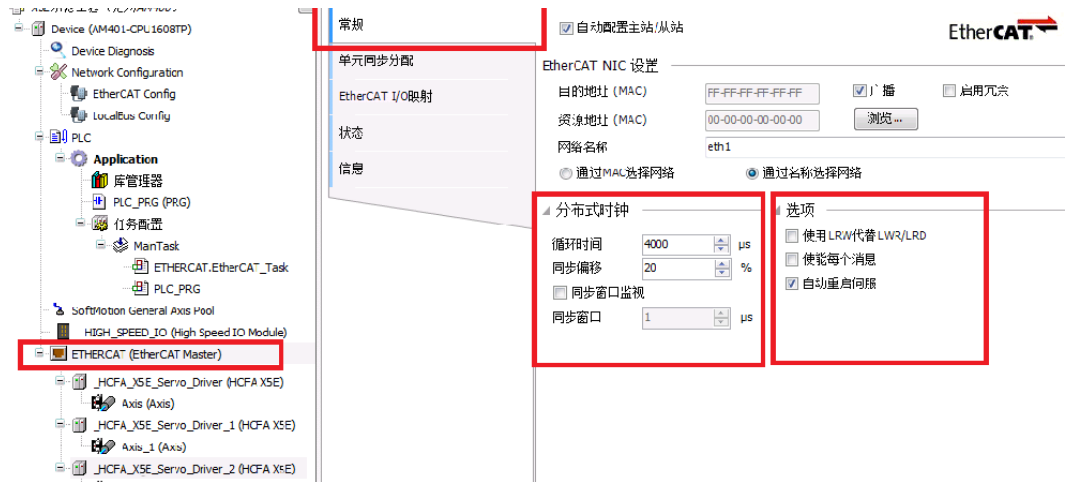 Device (AM401-CPU1608TP)
Device Diagnosis
Network Configuration
EtherCAT Config
LocalBus Config
PLC
Application
库管理器
PLC_PRG (PRG)
任务配置
ManTask
ETHERCAT.EtherCAT_Task
PLC_PRG
SoftMotion General Axis Pool
HIGH_SPEED_IO (High Speed IO Module)
ETHERCAT (EtherCAT Master)
_HCFA_X5E_Servo_Driver (HCFA X5E)
Axis (Axis)
_HCFA_X5E_Servo_Driver_1 (HCFA X5E)
Axis_1 (Axis)
_HCFA_X5E_Servo_Driver_2 (HCFA X5E)
常规
单元同步分配
EtherCAT I/O映射
状态
信息
自动配置主站/从站
EtherCAT
EtherCAT NIC 设置
目的地址 (MAC) FF-FF-FF-FF-FF-FF 广播 启用冗余
资源地址 (MAC) 00-00-00-00-00-00 浏览...
网络名称 eth1
通过MAC选择网络 通过名称选择网络
分布式时钟
循环时间 4000 µs
同步偏移 20 %
同步窗口监视
同步窗口 1 µs
选项
使用LRW代替LWR/LRD
使能每个消息
自动重启伺服